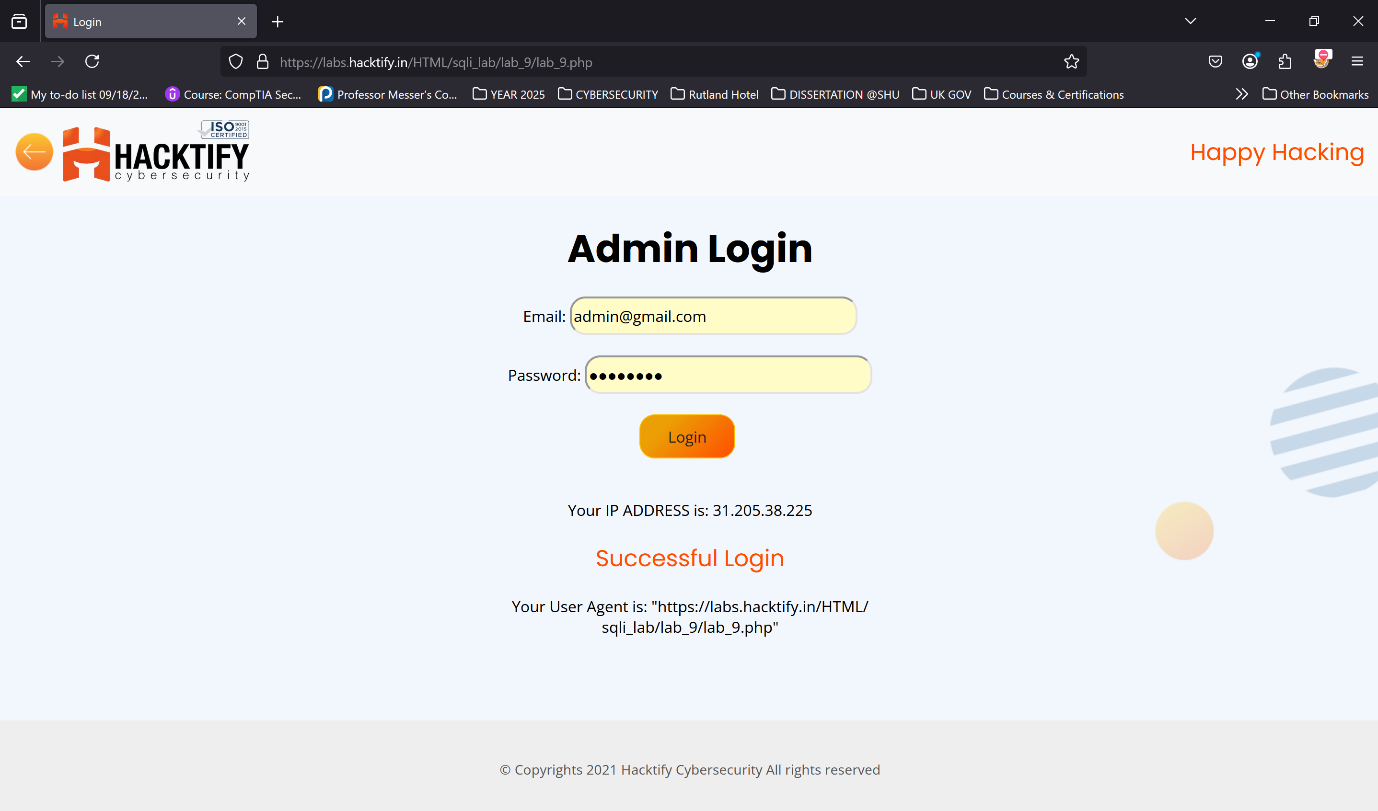 Login
https://labs.hacktify.in/HTML/sqli_lab/lab_9/lab_9.php
My to-do list 09/18/2... Course: CompTIA Sec... Professor Messer's Co... YEAR 2025 CYBERSECURITY Rutland Hotel DISSERTATION @SHU UK GOV Courses & Certifications Other Bookmarks
ISO 9001 2015
CERTIFIED
HACKTIFY
cybersecurity
Happy Hacking
Admin Login
Email: admin@gmail.com
Password: ●●●●●●●●
Login
Your IP ADDRESS is: 31.205.38.225
Successful Login
Your User Agent is: "https://labs.hacktify.in/HTML/
sqli_lab/lab_9/lab_9.php"
© Copyrights 2021 Hacktify Cybersecurity All rights reserved